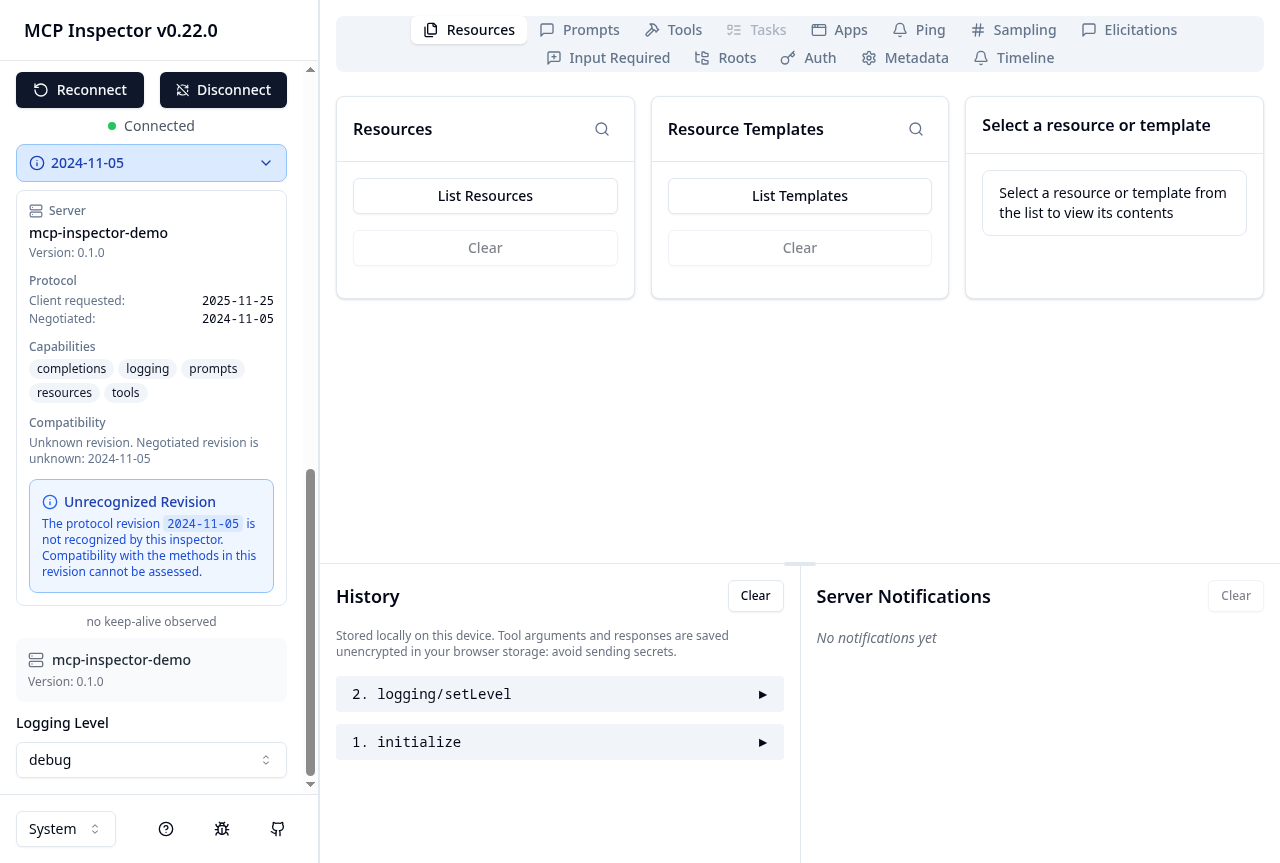 MCP Inspector v0.22.0
Reconnect
Disconnect
Connected
2024-11-05
Server
mcp-inspector-demo
Version: 0.1.0
Protocol
Client requested: 2025-11-25
Negotiated: 2024-11-05
Capabilities
completions logging prompts
resources tools
Compatibility
Unknown revision. Negotiated revision is
unknown: 2024-11-05
Unrecognized Revision
The protocol revision 2024-11-05 is
not recognized by this inspector.
Compatibility with the methods in this
revision cannot be assessed.
no keep-alive observed
mcp-inspector-demo
Version: 0.1.0
Logging Level
debug
System
Resources Prompts Tools Tasks Apps Ping Sampling Elicitations
Input Required Roots Auth Metadata Timeline
Resources
List Resources
Clear
Resource Templates
List Templates
Clear
Select a resource or template
Select a resource or template from
the list to view its contents
History
Clear
Stored locally on this device. Tool arguments and responses are saved
unencrypted in your browser storage: avoid sending secrets.
2. logging/setLevel
1. initialize
Server Notifications
Clear
No notifications yet